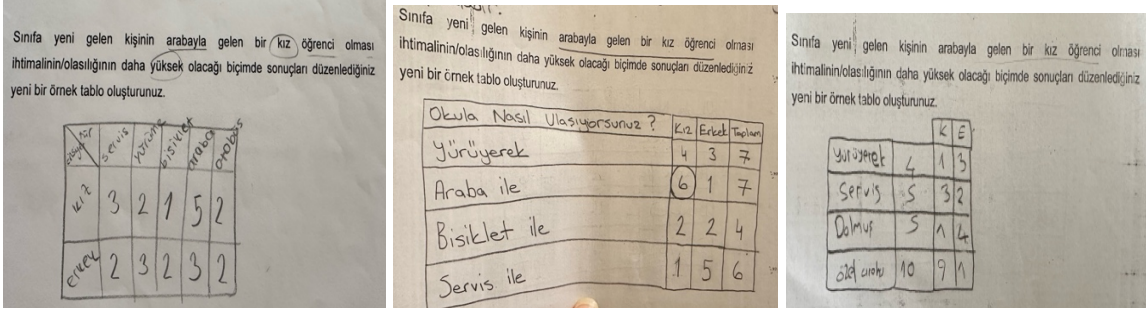 Sınıfa yeni gelen kişinin arabayla gelen bir kız öğrenci olması
ihtimalinin/olasılığının daha yüksek olacağı biçimde sonuçları düzenlediğiniz
yeni bir örnek tablo oluşturunuz.
servis yürüme bisiklet araba otobüs
kız 3 2 1 5 2
erkek 2 3 2 3 2
Sınıfa yeni gelen kişinin arabayla gelen bir kız öğrenci olması
ihtimalinin/olasılığının daha yüksek olacağı biçimde sonuçları düzenlediğiniz
yeni bir örnek tablo oluşturunuz.
Okula Nasıl Ulaşıyorsunuz ? Kız Erkek Toplam
Yürüyerek 4 3 7
Araba ile 6 1 7
Bisiklet ile 2 2 4
Servis ile 1 5 6
Sınıfa yeni gelen kişinin arabayla gelen bir kız öğrenci olması
ihtimalinin/olasılığının daha yüksek olacağı biçimde sonuçları düzenlediğiniz
yeni bir örnek tablo oluşturunuz.
K E
yürüyerek 4 1 3
Servis 5 3 2
Dolmuş 5 1 4
özel araba 10 9 1